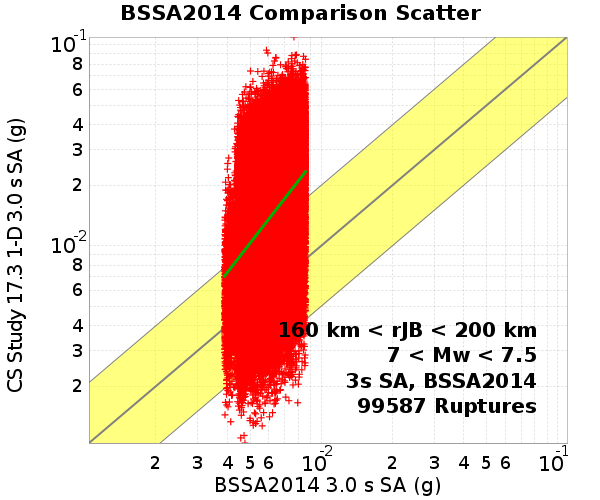 BSSA2014 Comparison Scatter
CS Study 17.3 1-D 3.0 s SA (g)
10-1
8
6
4
3
2
10-2
8
6
4
3
2
160 km < rJB < 200 km
7 < Mw < 7.5
3s SA, BSSA2014
99587 Ruptures
2 3 4 5 6 10-2 2 3 4 5 6 10-1
BSSA2014 3.0 s SA (g)